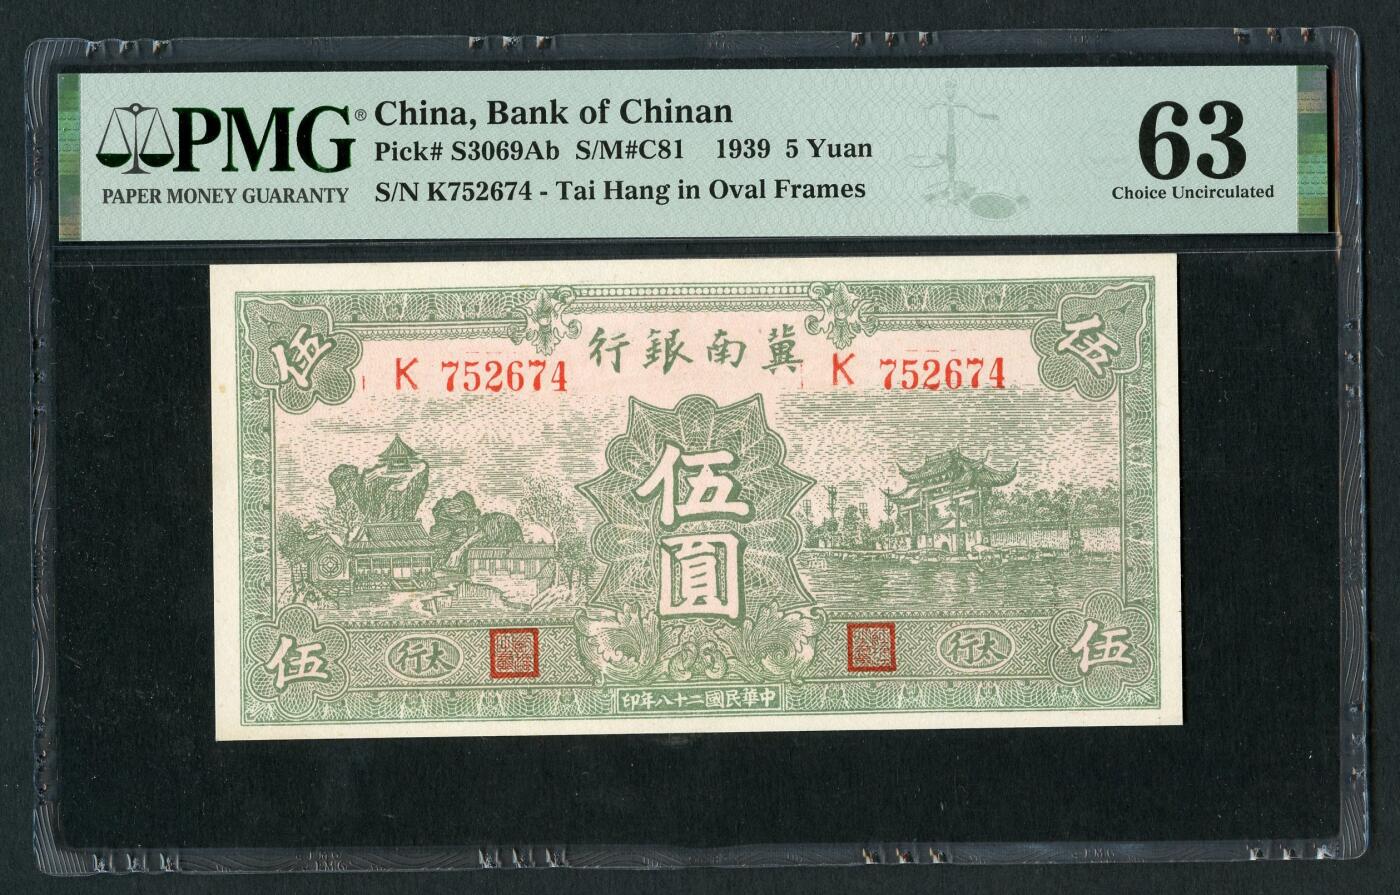 PMG®
PAPER MONEY GUARANTY
China, Bank of Chinan
Pick# S3069Ab S/M#C81 1939 5 Yuan
S/N K752674 - Tai Hang in Oval Frames
63
Choice Uncirculated
伍
伍
行銀南冀
K 752674
K 752674
伍圓
伍
行太
行太
伍
印年八十二國民華中